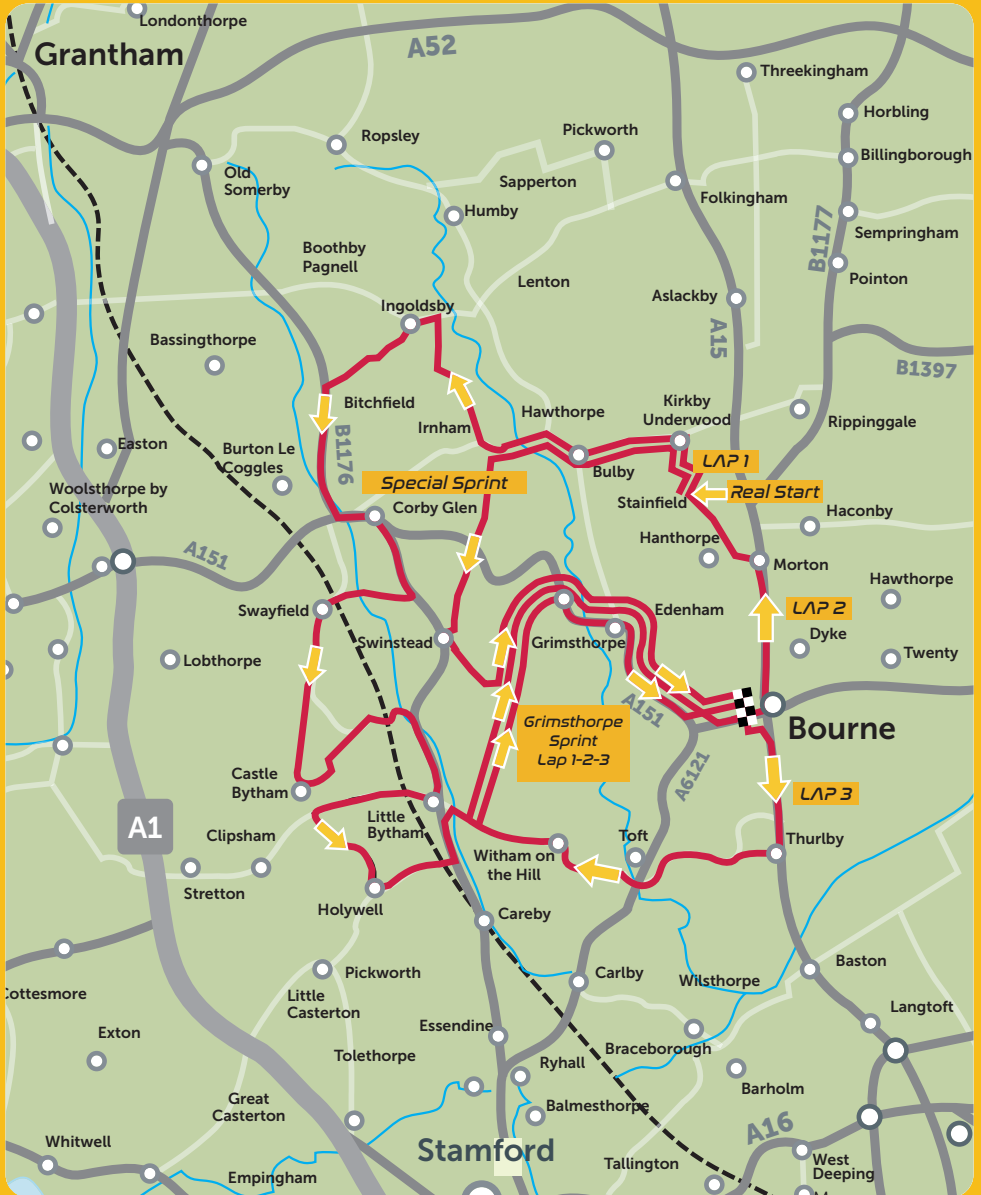 Londonthorpe
Grantham
A52
Threekingham
Horbling
Ropsley
Pickworth
Billingborough
Old
Somerby
Sapperton
Folkingham
Humby
B1177
Sempringham
Boothby
Pagnell
Lenton
Pointon
Ingoldsby
Aslackby
A15
Bassingthorpe
B1397
Bitchfield
Hawthorpe
Kirkby
Underwood
Irnham
Rippinggale
Easton
Burton Le
Coggles
B1176
Bulby
LAP 1
Special Sprint
Real Start
Woolsthorpe by
Colsterworth
Corby Glen
Stainfield
Haconby
Hanthorpe
A151
Morton
Hawthorpe
Swayfield
Edenham
LAP 2
Swinstead
Grimsthorpe
Dyke
Lobthorpe
Twenty
A151
Grimsthorpe
Sprint
Lap 1-2-3
Bourne
Castle
Bytham
A6121
LAP 3
A1
Clipsham
Little
Bytham
Toft
Thurlby
Witham on
the Hill
Stretton
Holywell
Careby
Pickworth
Carlby
Wilsthorpe
Baston
Cottesmore
Little
Casterton
Langtoft
Exton
Essendine
Tolethorpe
Ryhall
Braceborough
Barholm
Great
Casterton
Balmesthorpe
A16
Whitwell
Stamford
Tallington
West
Deeping
Empingham